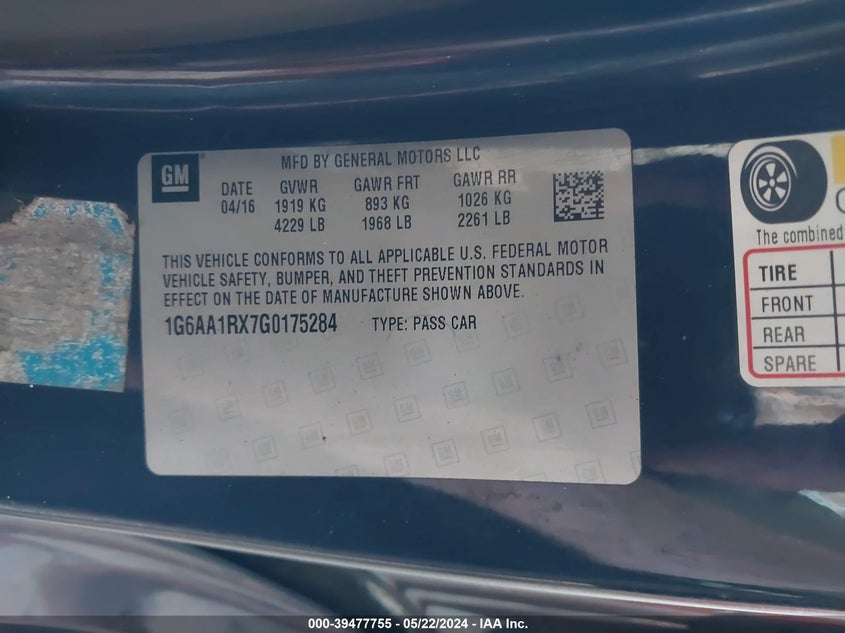 GM
MFD BY GENERAL MOTORS LLC
DATE GVWR GAWR FRT GAWR RR
04/16 1919 KG 893 KG 1026 KG
4229 LB 1968 LB 2261 LB
THIS VEHICLE CONFORMS TO ALL APPLICABLE U.S. FEDERAL MOTOR
VEHICLE SAFETY, BUMPER, AND THEFT PREVENTION STANDARDS IN
EFFECT ON THE DATE OF MANUFACTURE SHOWN ABOVE.
1G6AA1RX7G0175284 TYPE: PASS CAR
The combined
TIRE
FRONT
REAR
SPARE
000-39477755 - 05/22/2024 - IAA Inc.